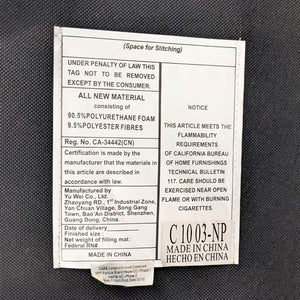 (Space for Stitching)
UNDER PENALTY OF LAW THIS
TAG NOT TO BE REMOVED
EXCEPT BY THE CONSUMER.
ALL NEW MATERIAL
consisting of
90.5%POLYURETHANE FOAM
9.5%POLYESTER FIBRES
Reg. No. CA-34442(CN)
Certification is made by the
manufacturer that the materials in
this article are described in
accordance with law.
Manufactured by
Yu Wei Co., Ltd.
Zhaoyang RD., 1st Industrial Zone,
Yan Chuan Village, Song Gang
Town, Bao An District, Shenzhen,
Guang Dong, China.
Date of delivery
Finished size :
Net weight of filling mat:
Federal RN#
MADE IN CHINA
NOTICE
THIS ARTICLE MEETS THE
FLAMMABILITY
REQUIREMENTS
OF CALIFORNIA BUREAU
OF HOME FURNISHINGS
TECHNICAL BULLETIN
117. CARE SHOULD BE
EXERCISED NEAR OPEN
FLAME OR WITH BURNING
CIGARETTES.
C 10 03-NP
MADE IN CHINA
HECHO EN CHINA